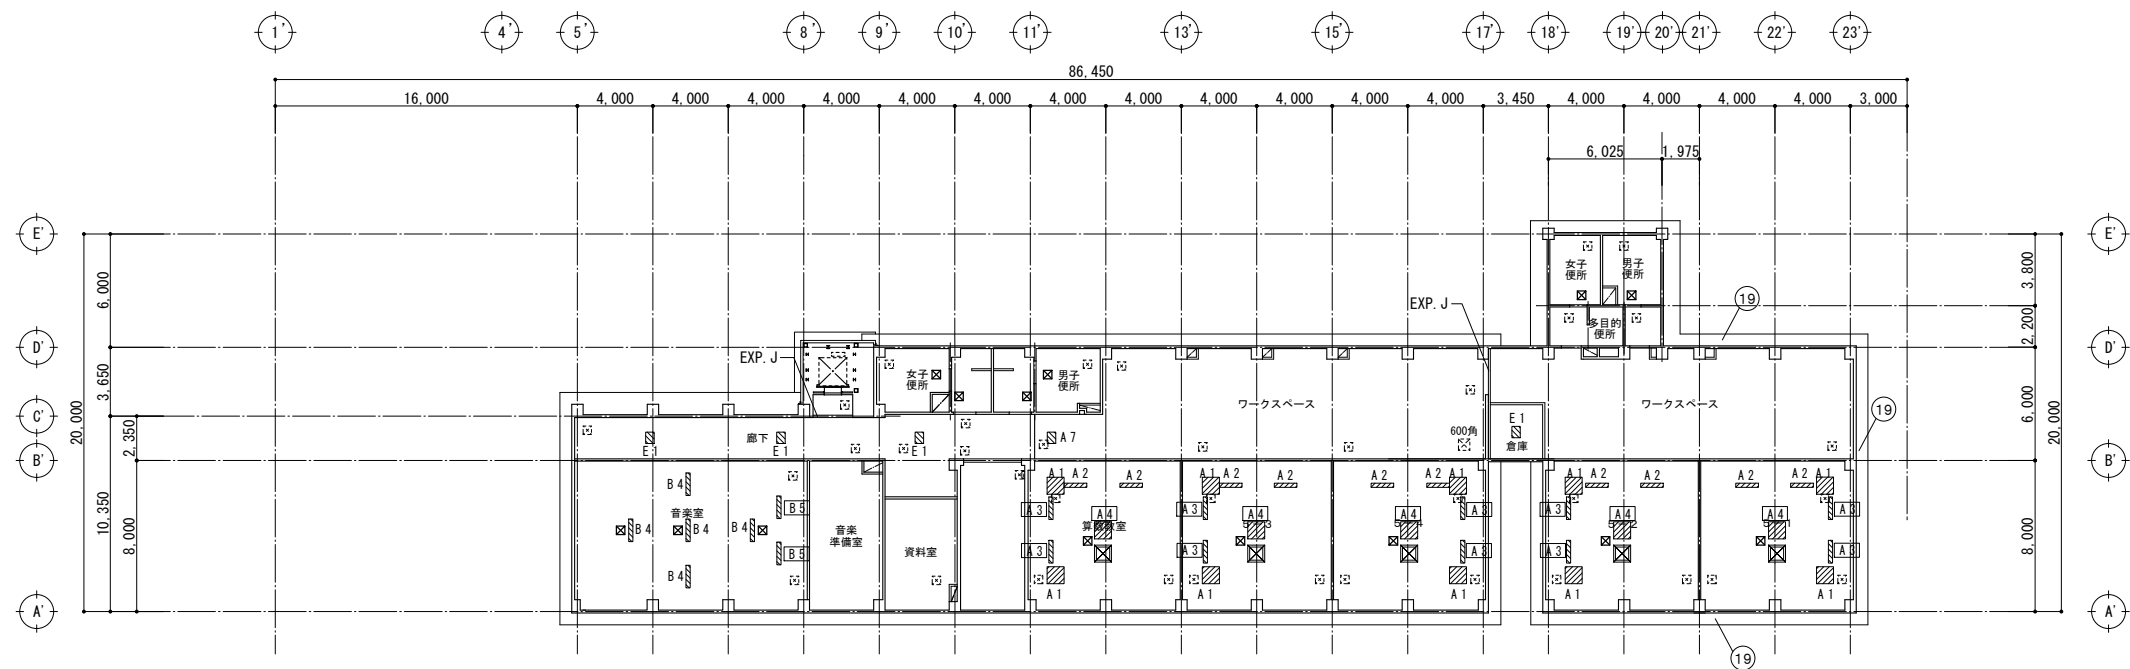 1' 4' 5' 8' 9' 10' 11' 13' 15' 17' 18' 19' 20' 21' 22' 23'
86,450
16,000 4,000 4,000 4,000 4,000 4,000 4,000 4,000 4,000 4,000 4,000 4,000 4,000 3,450 4,000 4,000 4,000 4,000 3,000
6,025 1,975
E' E'
女子
便所
男子
便所
6,000 3,800
EXP.J 19
2,200
多目的
便所
D' D'
EXP.J
女子
便所
男子
便所
3,650
ワークスペース ワークスペース
20,000 6,000 20,000
C' 19
2,350 廊下 E1 E1 E1 A7 600角 E1
倉庫
B' B'
A1 A2 A2 A1 A2 A2 A2 A2 A1 A1 A2 A2 A2 A2 A1
B4
音楽室 B5 A3 A4 A3 A4 A4 A3 A3 A4 A4 A3
B4 B4 B4 音楽
準備室
算数教室
10,350 8,000 8,000
資料室
B5 A3 A3 A3 A3 A3
B4
A1 A1 A1 A1 A1
A' A'
19